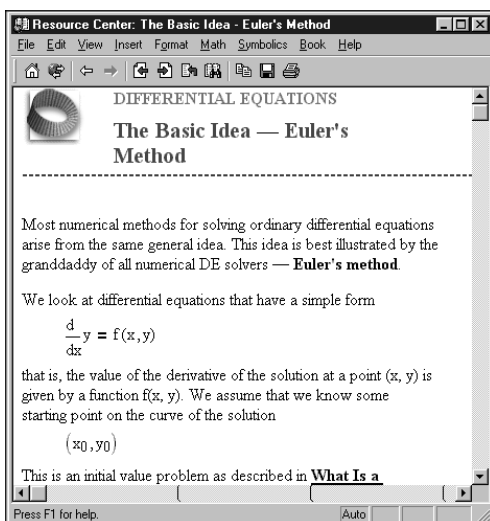 Resource Center: The Basic Idea - Euler's Method
File Edit View Insert Format Math Symbolics Book Help
DIFFERENTIAL EQUATIONS
The Basic Idea — Euler's
Method
Most numerical methods for solving ordinary differential equations
arise from the same general idea. This idea is best illustrated by the
granddaddy of all numerical DE solvers — Euler's method.
We look at differential equations that have a simple form
d/dx y = f(x,y)
that is, the value of the derivative of the solution at a point (x, y) is
given by a function f(x, y). We assume that we know some
starting point on the curve of the solution
(x0,y0)
This is an initial value problem as described in What Is a
Press F1 for help. Auto